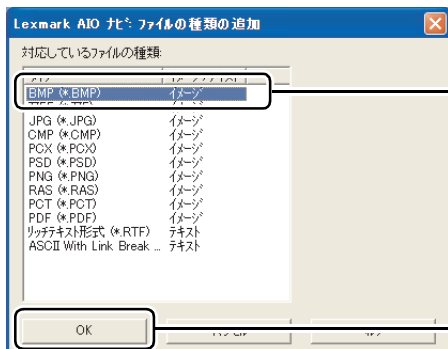 Lexmark AIO ナビ: ファイルの種類の追加
対応しているファイルの種類:
BMP (*.BMP) イメージ
JPG (*.JPG) イメージ
CMP (*.CMP) イメージ
PCX (*.PCX) イメージ
PSD (*.PSD) イメージ
PNG (*.PNG) イメージ
RAS (*.RAS) イメージ
PCT (*.PCT) イメージ
PDF (*.PDF) イメージ
リッチテキスト形式 (*.RTF) テキスト
ASCII With Link Break ... テキスト
OK